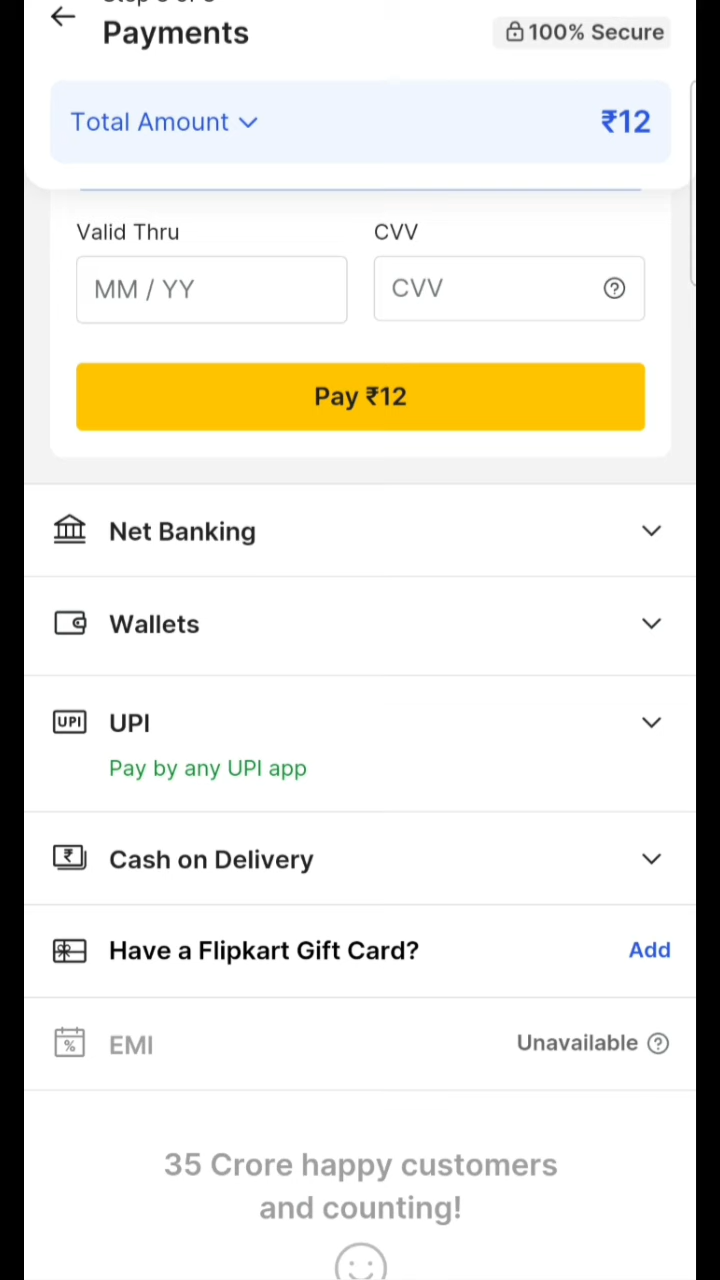 Payments
100% Secure
Total Amount
₹12
Valid Thru
CVV
MM / YY
CVV
Pay ₹12
Net Banking
Wallets
UPI
UPI
Pay by any UPI app
Cash on Delivery
Have a Flipkart Gift Card?
Add
EMI
Unavailable
35 Crore happy customers
and counting!